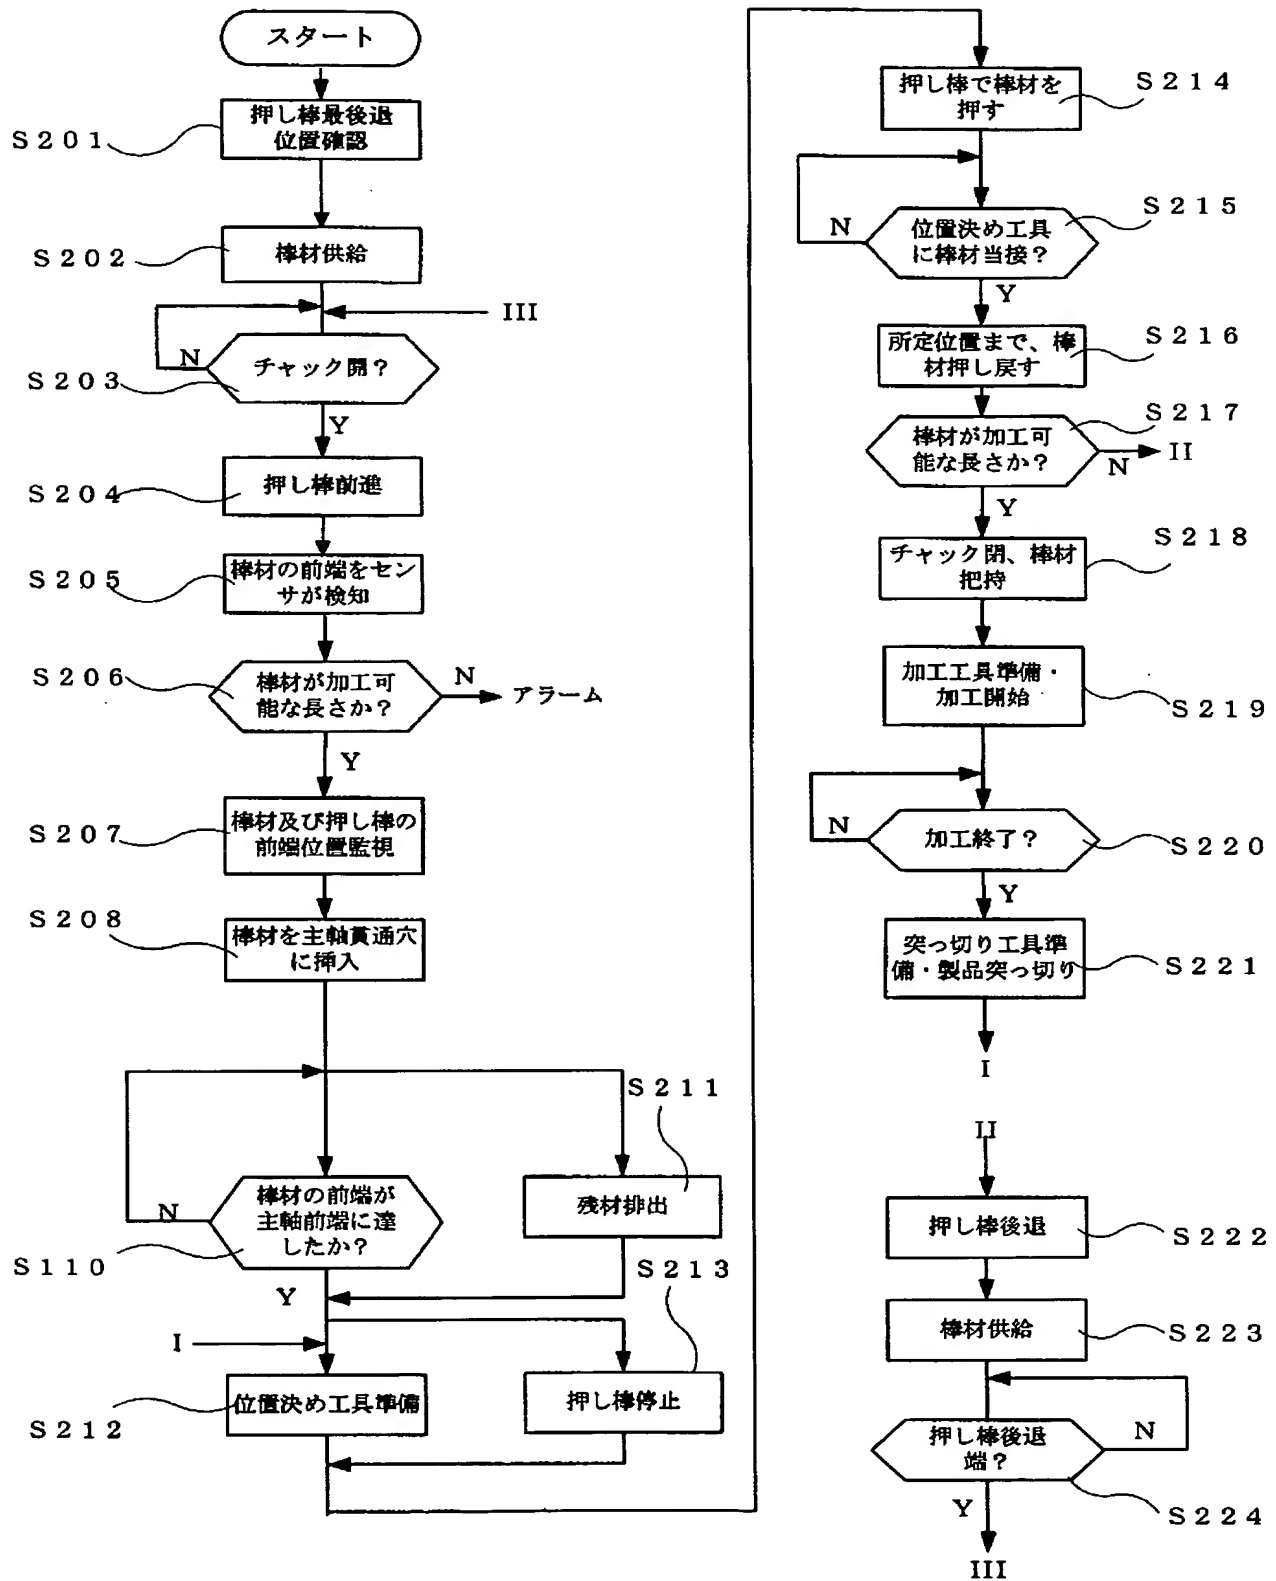 スタート
S201
押し棒最後退
位置確認
S202
棒材供給
III
N
チャック開？
S203
Y
S204
押し棒前進
S205
棒材の前端をセン
サが検知
S206
棒材が加工可
能な長さか？
N
アラーム
Y
S207
棒材及び押し棒の
前端位置監視
S208
棒材を主軸貫通穴
に挿入
S211
残材排出
N
棒材の前端が
主軸前端に達
したか？
S110
Y
S213
I
位置決め工具準備
S212
押し棒停止
押し棒で棒材を
押す
S214
S215
N
位置決め工具
に棒材当接？
Y
所定位置まで、棒
材押し戻す
S216
S217
棒材が加工可
能な長さか？
N
II
Y
チャック閉、棒材
把持
S218
加工工具準備・
加工開始
S219
N
加工終了？
S220
Y
突っ切り工具準
備・製品突っ切り
S221
I
II
押し棒後退
S222
棒材供給
S223
押し棒後退
端？
N
S224
Y
III